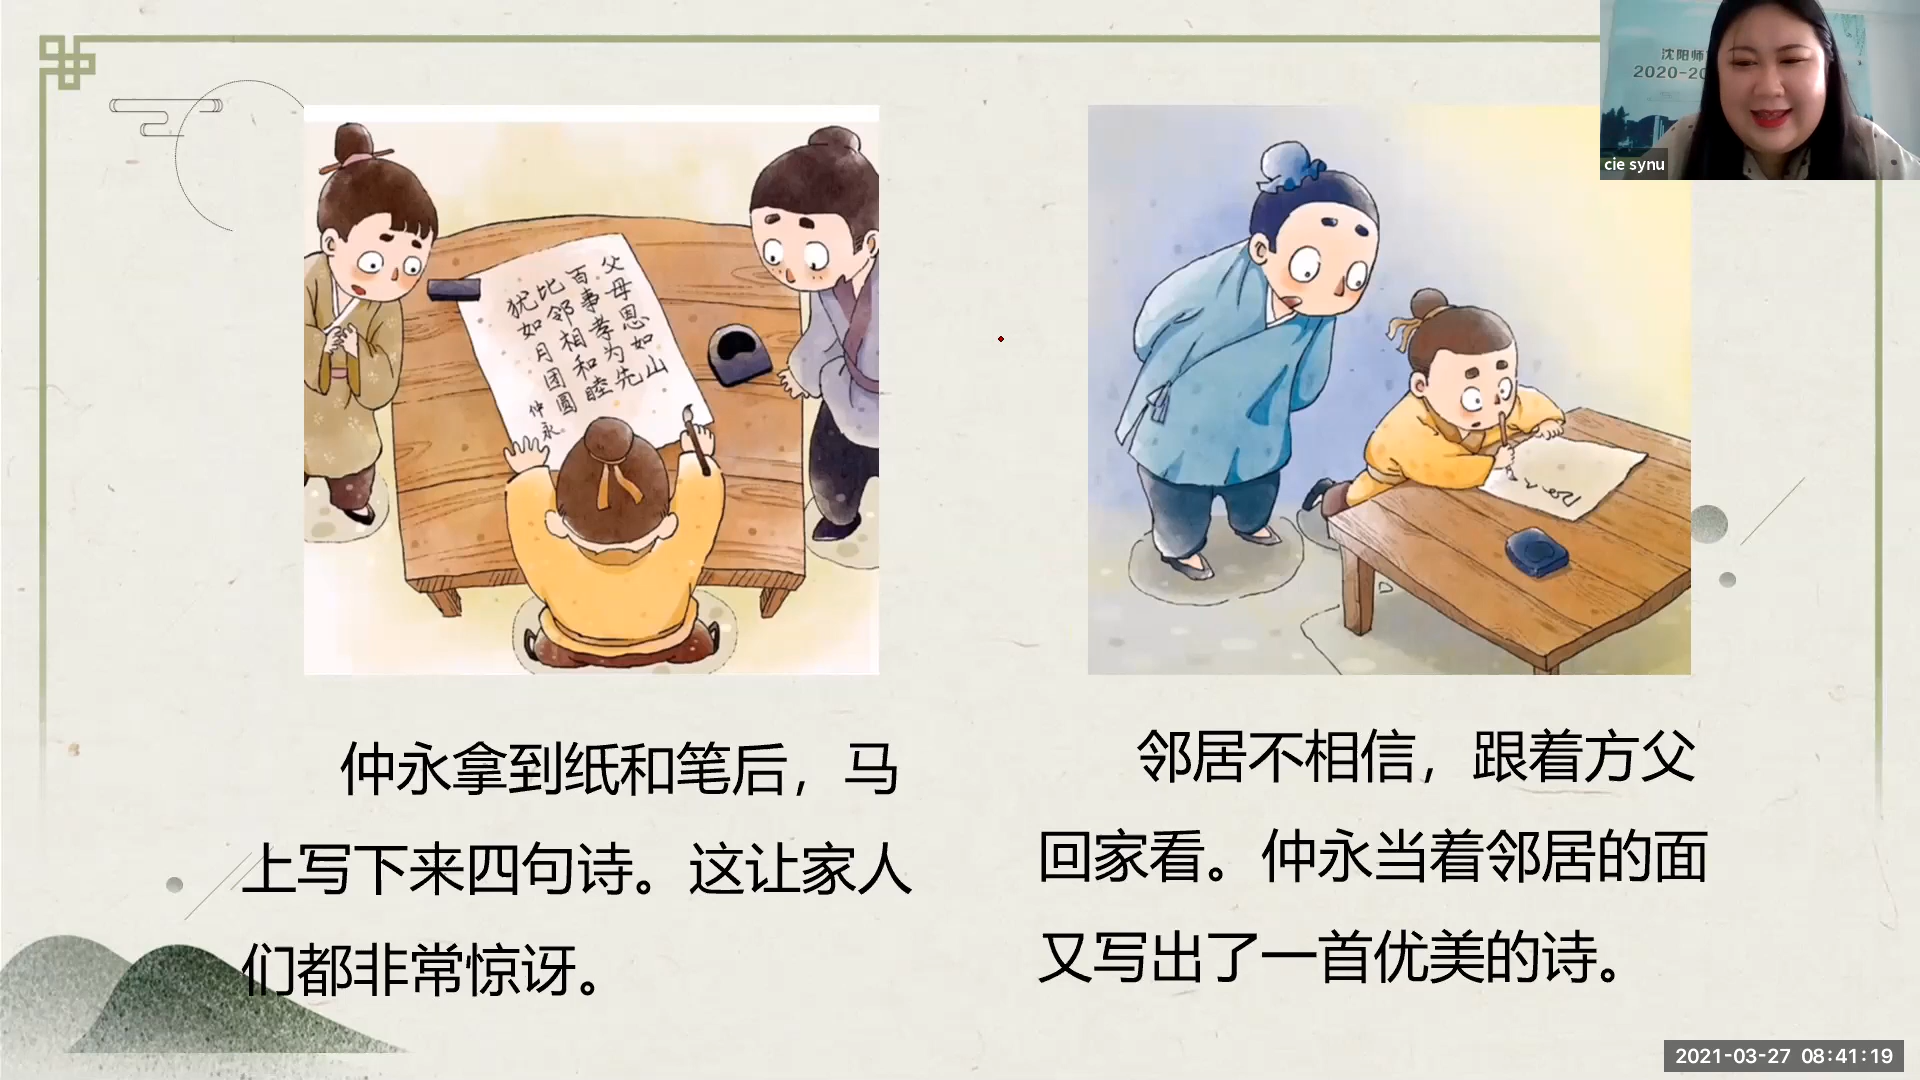 沈阳师
2020-20
cie synu
父母恩如山
百事孝为先
比邻相和睦
犹如月团圆
仲永
仲永拿到纸和笔后，马
上写下来四句诗。这让家人
们都非常惊讶。
邻居不相信，跟着方父
回家看。仲永当着邻居的面
又写出了一首优美的诗。
2021-03-27 08:41:19